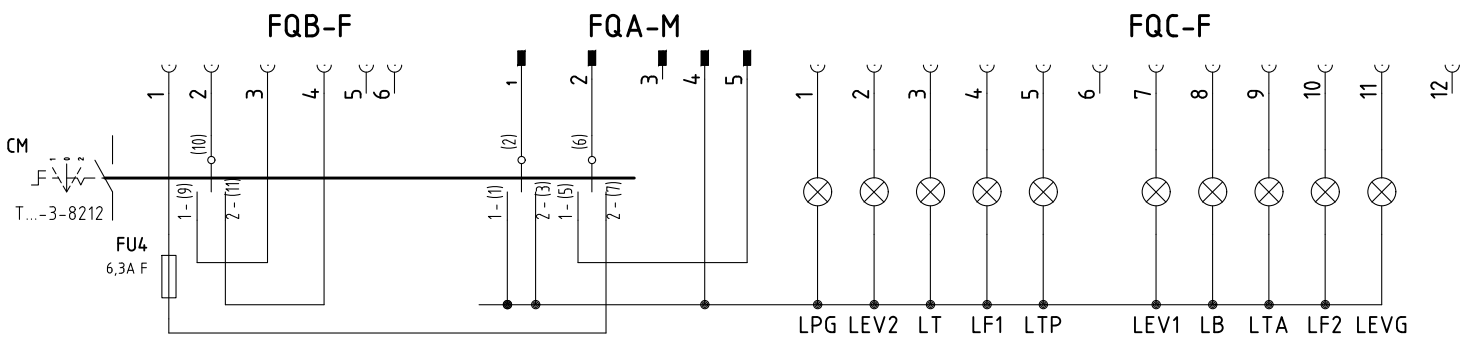 FQB-F FQA-M FQC-F
1 2 3 4 5 6 1 2 3 4 5 1 2 3 4 5 6 7 8 9 10 11 12
CM (10) (2) (6)
1 0 2
1-(9) 2-(11) 1-(1) 2-(3) 1-(5) 2-(7)
T...-3-8212
FU4
6,3A F
LPG LEV2 LT LF1 LTP LEV1 LB LTA LF2 LEVG